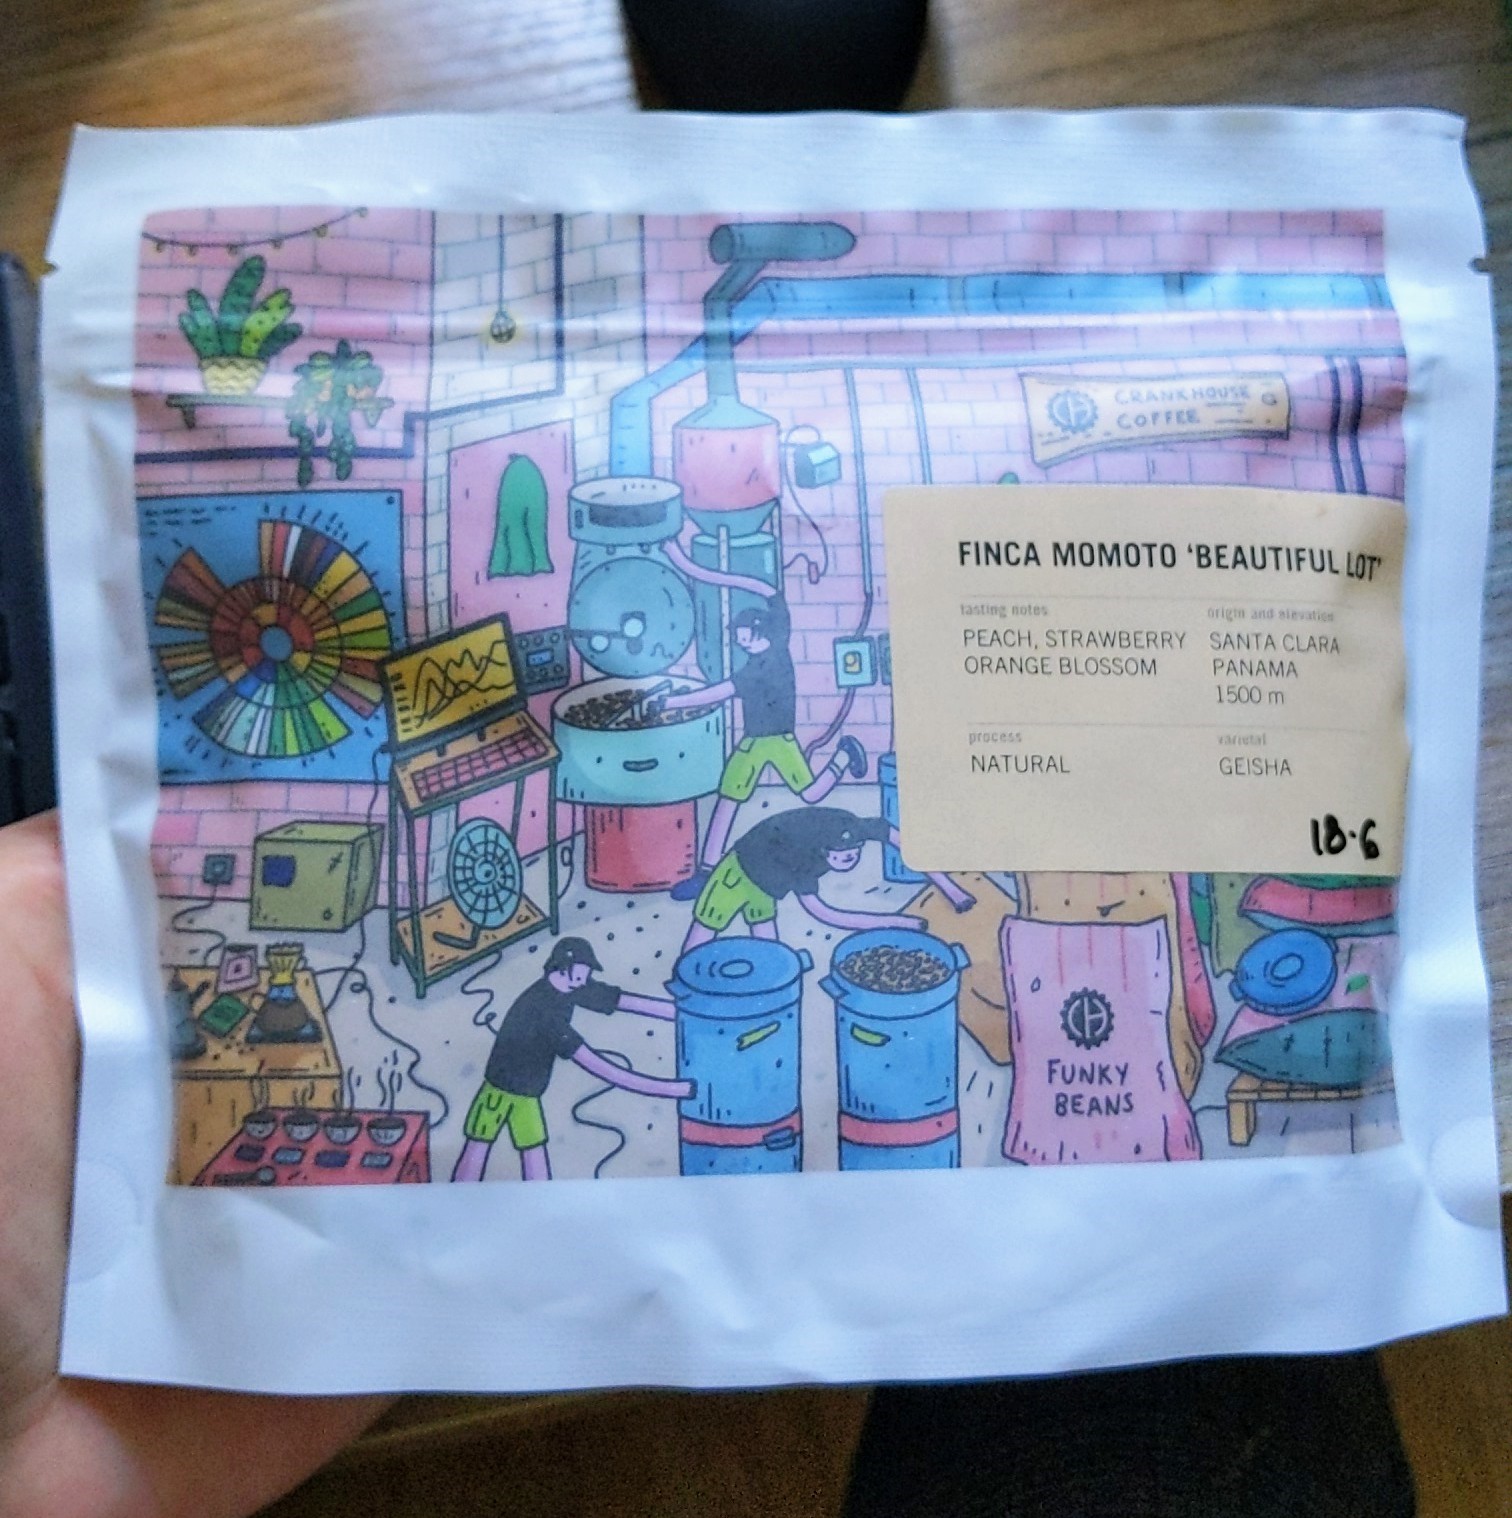 CRANKHOUSE
COFFEE
FINCA MOMOTO ‘BEAUTIFUL LOT’
tasting notes
PEACH, STRAWBERRY
ORANGE BLOSSOM
origin and elevation
SANTA CLARA
PANAMA
1500 m
process
NATURAL
varietal
GEISHA
18·6
CH
FUNKY
BEANS